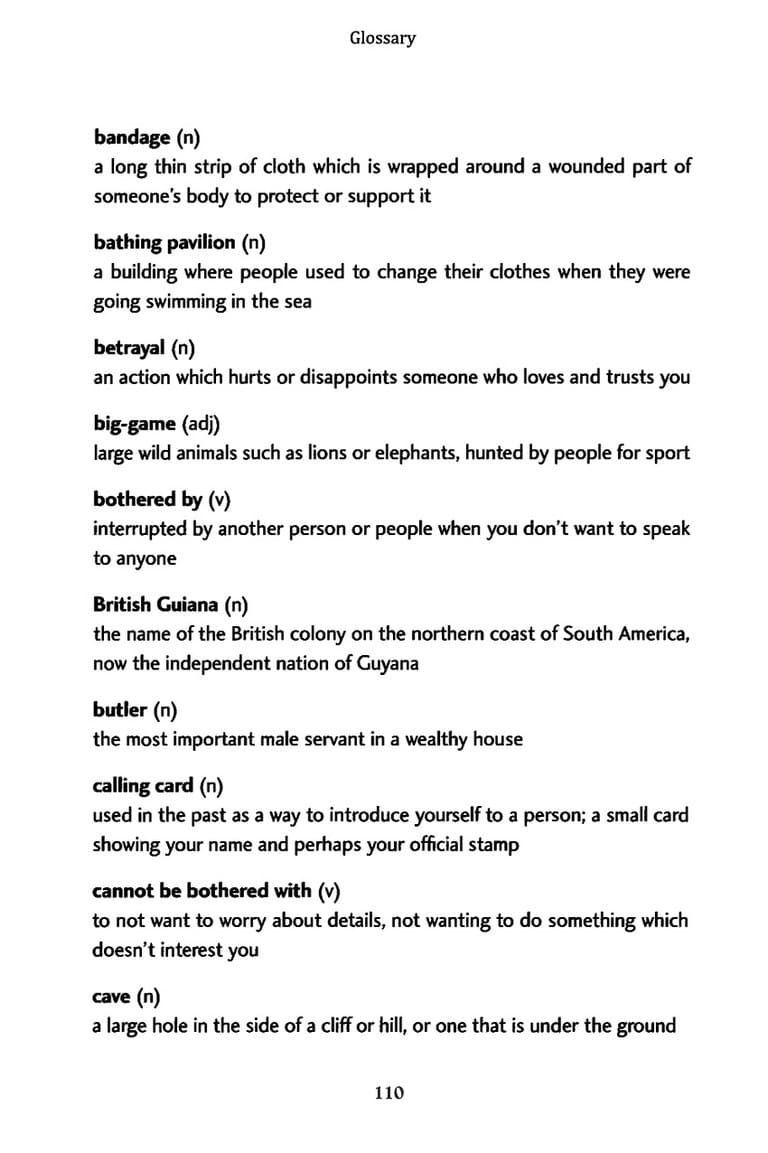 Glossary
bandage (n)
a long thin strip of cloth which is wrapped around a wounded part of
someone's body to protect or support it
bathing pavilion (n)
a building where people used to change their clothes when they were
going swimming in the sea
betrayal (n)
an action which hurts or disappoints someone who loves and trusts you
big-game (adj)
large wild animals such as lions or elephants, hunted by people for sport
bothered by (v)
interrupted by another person or people when you don't want to speak
to anyone
British Guiana (n)
the name of the British colony on the northern coast of South America,
now the independent nation of Guyana
butler (n)
the most important male servant in a wealthy house
calling card (n)
used in the past as a way to introduce yourself to a person; a small card
showing your name and perhaps your official stamp
cannot be bothered with (v)
to not want to worry about details, not wanting to do something which
doesn't interest you
cave (n)
a large hole in the side of a cliff or hill, or one that is under the ground
110